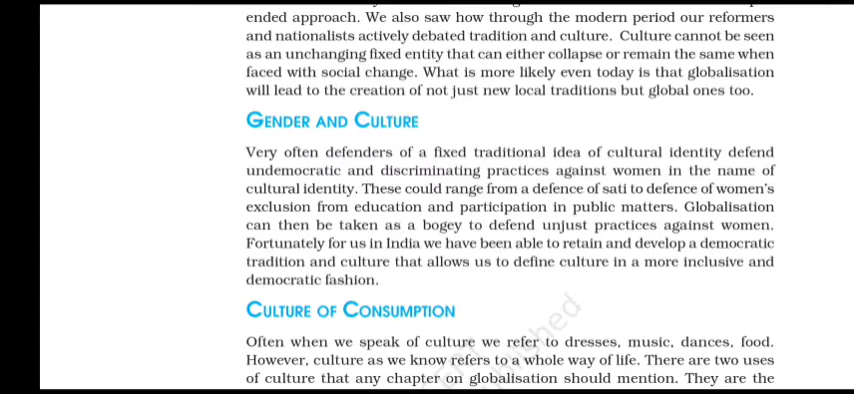 ended approach. We also saw how through the modern period our reformers
and nationalists actively debated tradition and culture. Culture cannot be seen
as an unchanging fixed entity that can either collapse or remain the same when
faced with social change. What is more likely even today is that globalisation
will lead to the creation of not just new local traditions but global ones too.
GENDER AND CULTURE
Very often defenders of a fixed traditional idea of cultural identity defend
undemocratic and discriminating practices against women in the name of
cultural identity. These could range from a defence of sati to defence of women's
exclusion from education and participation in public matters. Globalisation
can then be taken as a bogey to defend unjust practices against women.
Fortunately for us in India we have been able to retain and develop a democratic
tradition and culture that allows us to define culture in a more inclusive and
democratic fashion.
CULTURE OF CONSUMPTION
Often when we speak of culture we refer to dresses, music, dances, food.
However, culture as we know refers to a whole way of life. There are two uses
of culture that any chapter on globalisation should mention. They are the